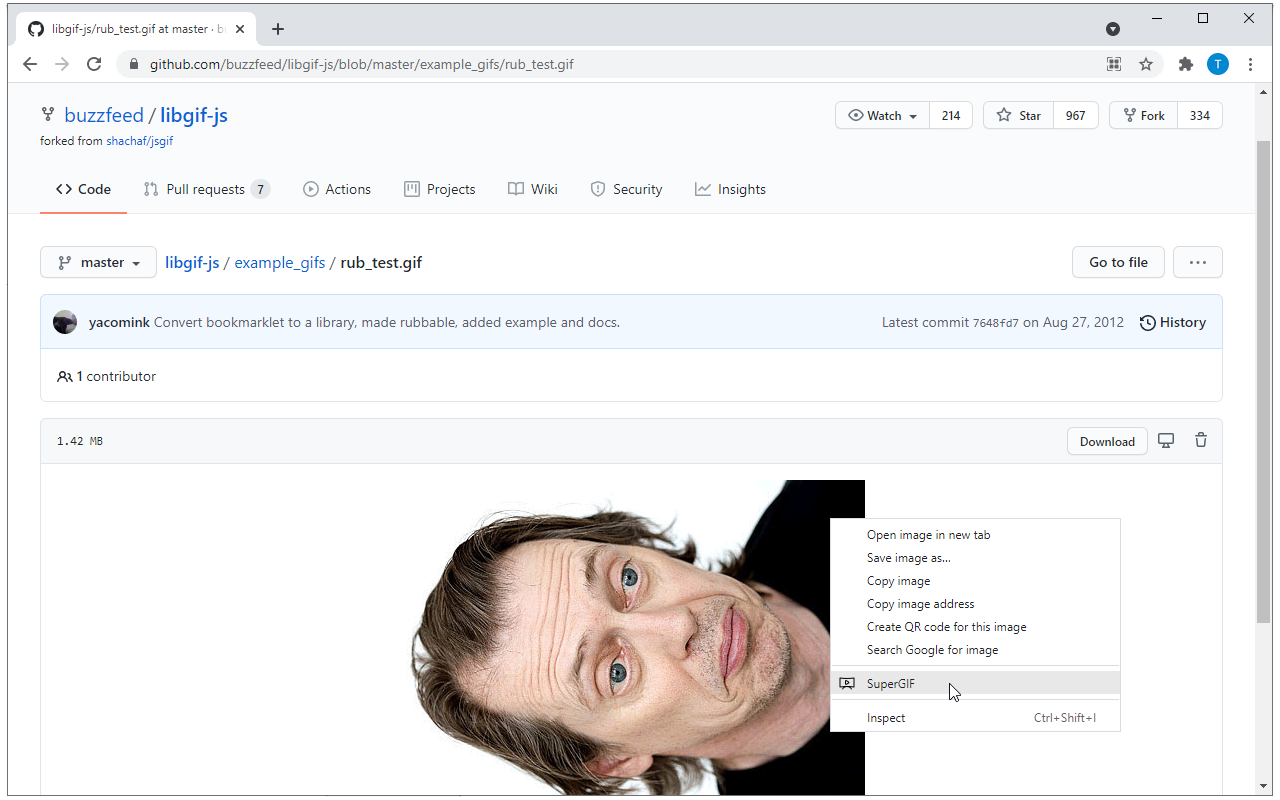 libgif-js/rub_test.gif at master · b
github.com/buzzfeed/libgif-js/blob/master/example_gifs/rub_test.gif
T
buzzfeed / libgif-js
Watch 214
Star 967
Fork 334
forked from shachaf/jsgif
Code
Pull requests 7
Actions
Projects
Wiki
Security
Insights
master
libgif-js / example_gifs / rub_test.gif
Go to file
...
yacomink Convert bookmarklet to a library, made rubbable, added example and docs.
Latest commit 7648fd7 on Aug 27, 2012
History
1 contributor
1.42 MB
Download
Open image in new tab
Save image as...
Copy image
Copy image address
Create QR code for this image
Search Google for image
SuperGIF
Inspect Ctrl+Shift+I